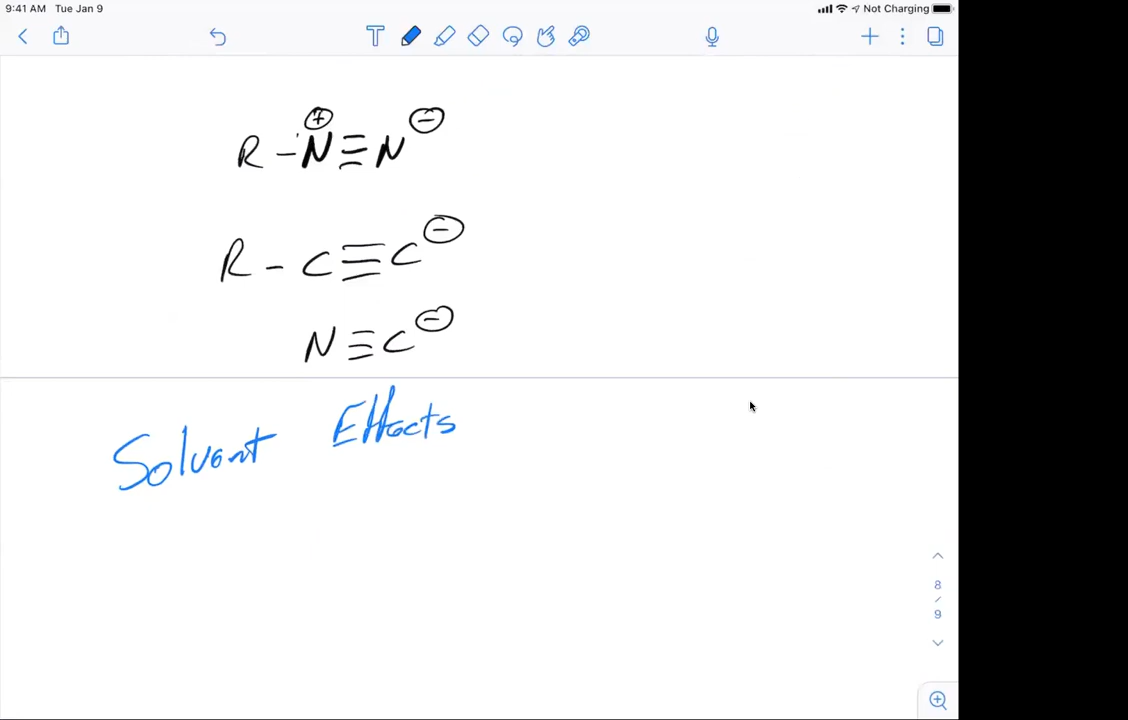 9:41 AM Tue Jan 9 Not Charging
T
R-N⊕≡N⊖
R-C≡C⊖
N≡C⊖
Solvent Effects
8
/
9